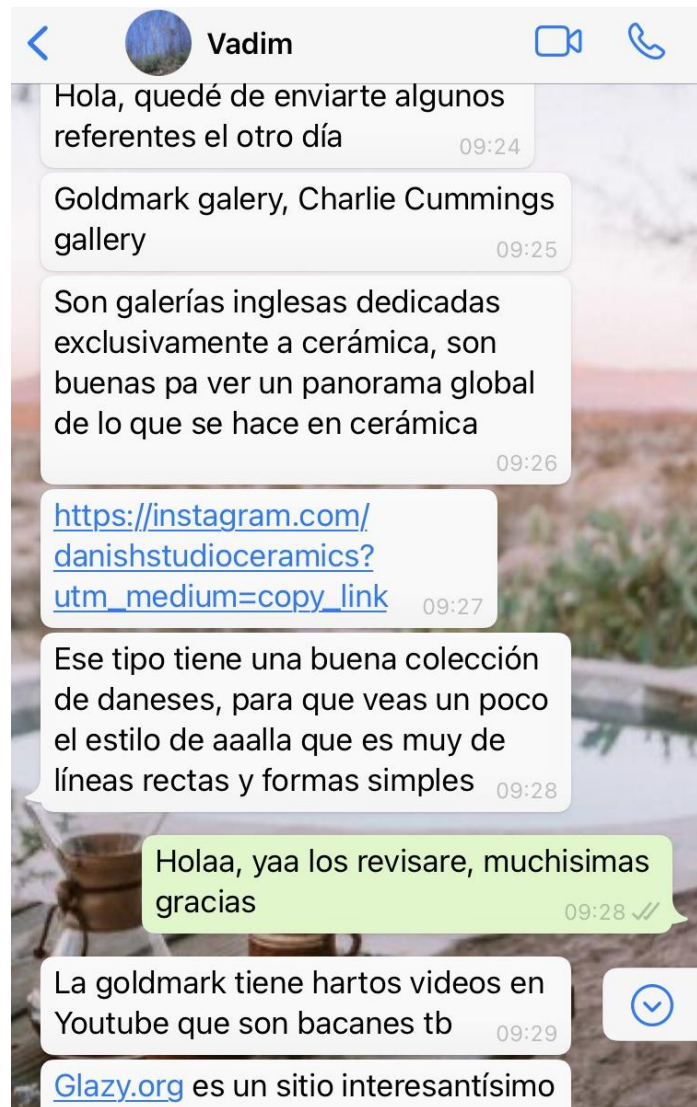 Vadim
Hola, quedé de enviarte algunos
referentes el otro día
09:24
Goldmark galery, Charlie Cummings
gallery
09:25
Son galerías inglesas dedicadas
exclusivamente a cerámica, son
buenas pa ver un panorama global
de lo que se hace en cerámica
09:26
https://instagram.com/
danishstudioceramics?
utm_medium=copy_link
09:27
Ese tipo tiene una buena colección
de daneses, para que veas un poco
el estilo de aaalla que es muy de
líneas rectas y formas simples
09:28
Holaa, yaa los revisare, muchisimas
gracias
09:28
La goldmark tiene hartos videos en
Youtube que son bacanes tb
09:29
Glazy.org es un sitio interesantísimo